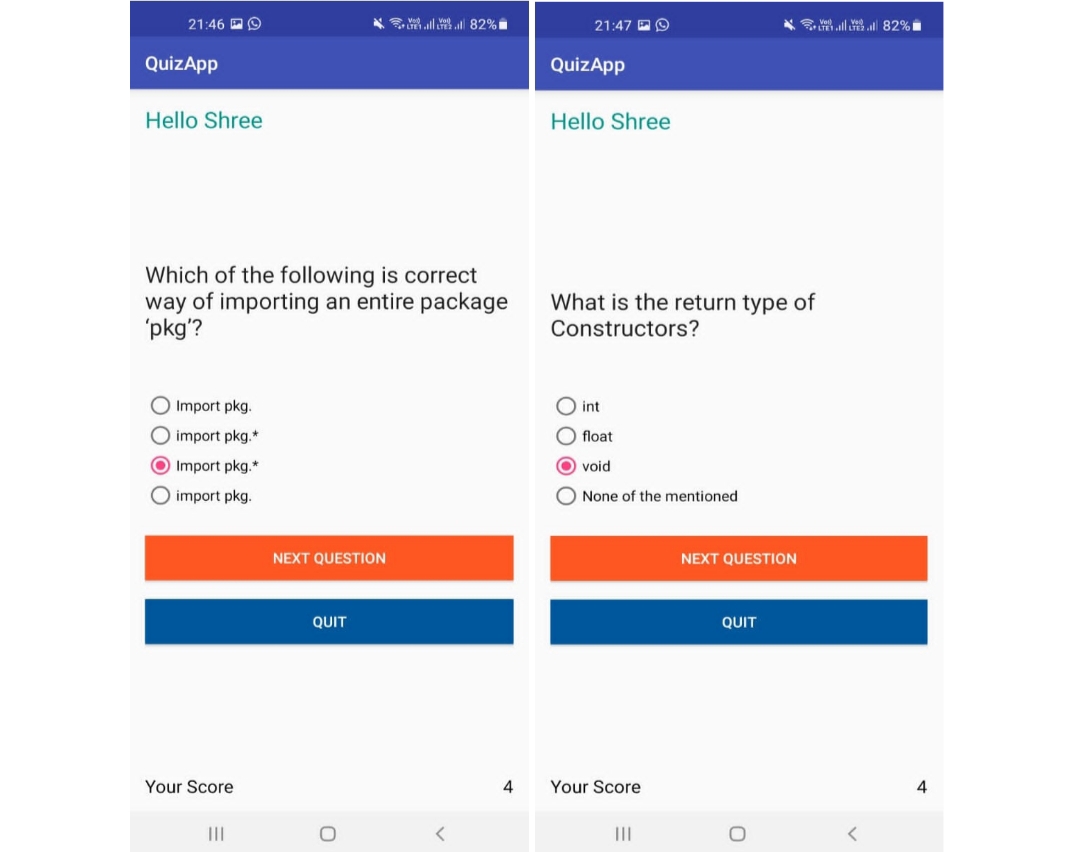 21:46 82%
QuizApp
Hello Shree
Which of the following is correct
way of importing an entire package
‘pkg’?
Import pkg.
import pkg.*
Import pkg.*
import pkg.
NEXT QUESTION
QUIT
Your Score 4
21:47 82%
QuizApp
Hello Shree
What is the return type of
Constructors?
int
float
void
None of the mentioned
NEXT QUESTION
QUIT
Your Score 4